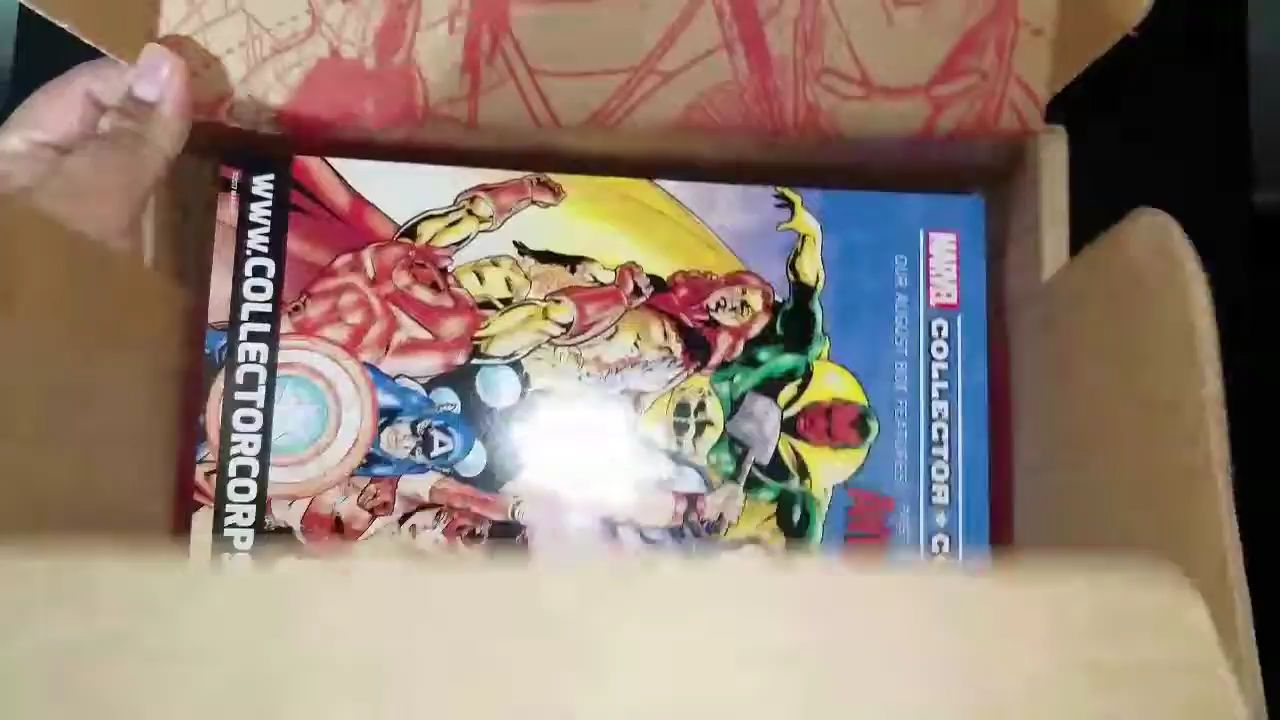 MARVEL COLLECTOR + C
OUR AUGUST BOX FEATURES
WWW.COLLECTORCORPS